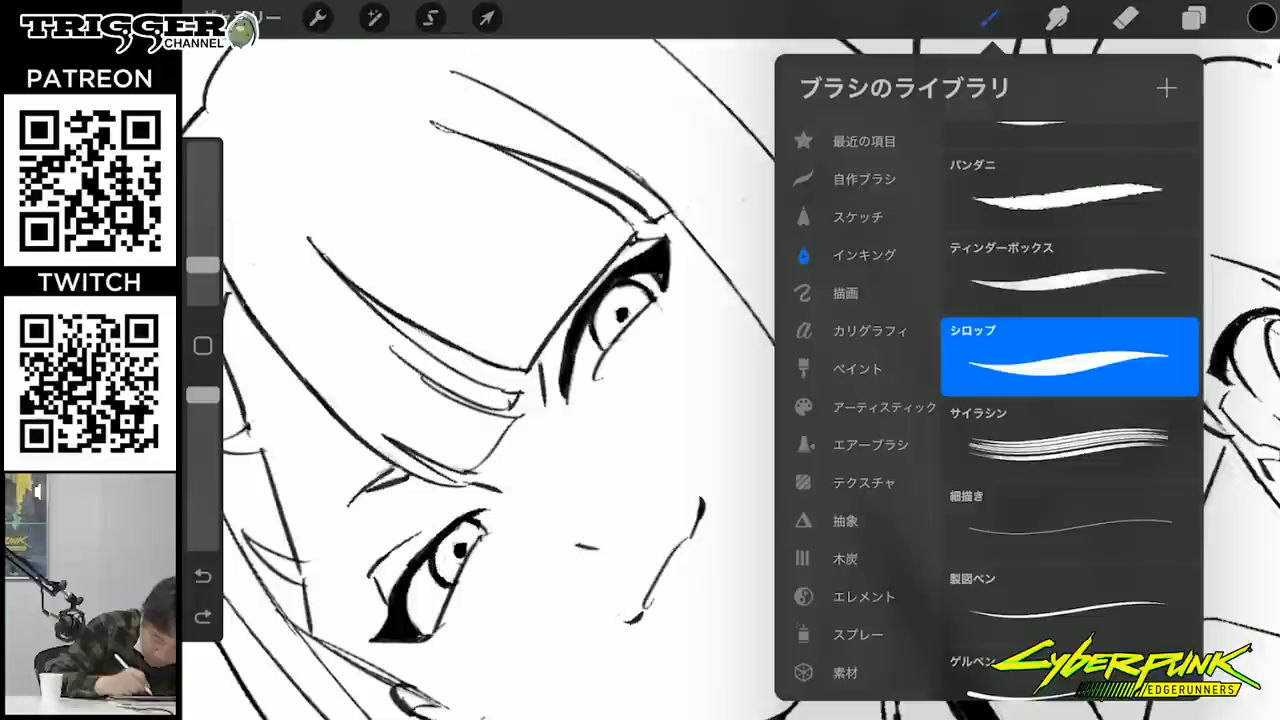 TRIGGER
CHANNEL
PATREON
TWITCH
ブラシのライブラリ
最近の項目
自作ブラシ
スケッチ
インキング
描画
カリグラフィ
ペイント
アーティスティック
エアーブラシ
テクスチャ
抽象
木炭
エレメント
スプレー
素材
バンダニ
ティンダーボックス
シロップ
サイラシン
細描き
製図ペン
ゲルペン
CYBERPUNK
EDGERUNNERS